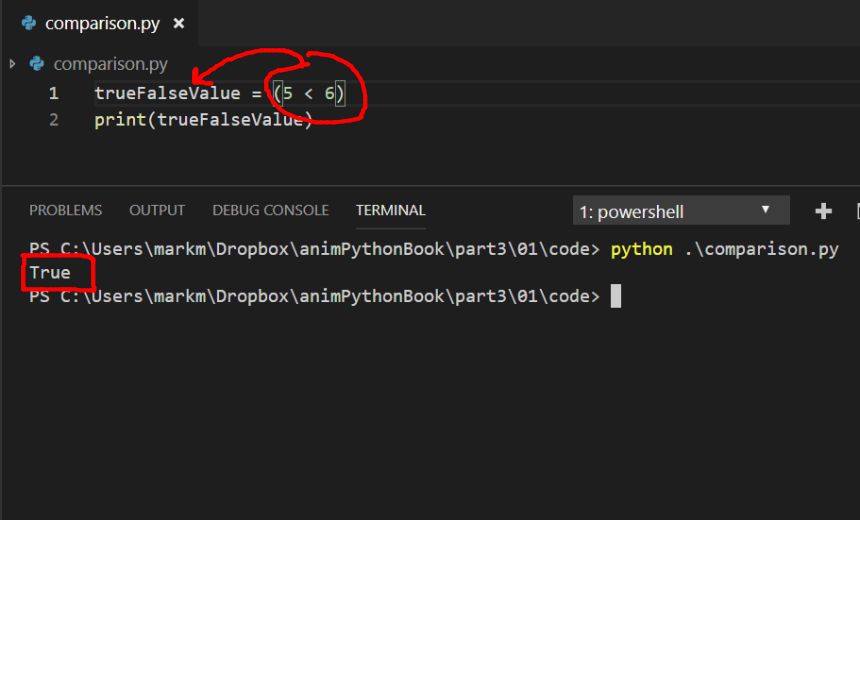 comparison.py ×
comparison.py
1 trueFalseValue = (5 < 6)
2 print(trueFalseValue)
PROBLEMS OUTPUT DEBUG CONSOLE TERMINAL 1: powershell
PS C:\Users\markm\Dropbox\animPythonBook\part3\01\code> python .\comparison.py
True
PS C:\Users\markm\Dropbox\animPythonBook\part3\01\code>